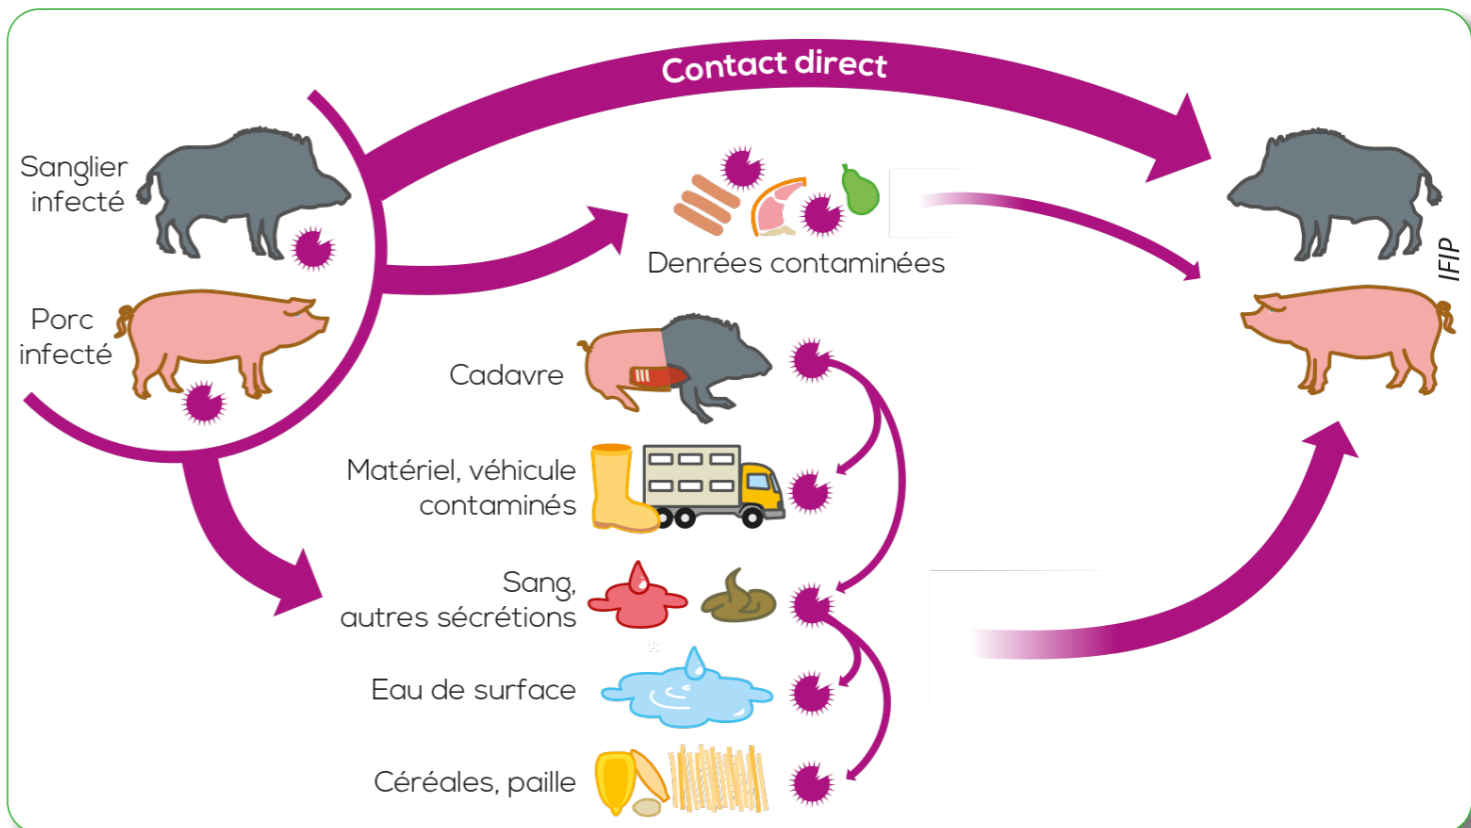 Contact direct
Sanglier
infecté
Denrées contaminées
IFIP
Porc
infecté
Cadavre
Matériel, véhicule
contaminés
Sang,
autres sécrétions
Eau de surface
Céréales, paille